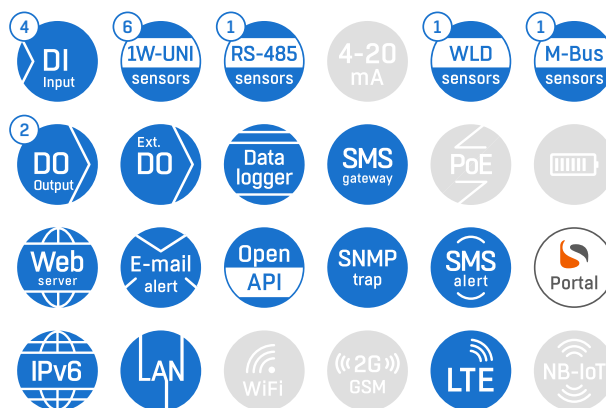 4
DI
Input
6
1W-UNI
sensors
1
RS-485
sensors
4-20
mA
1
WLD
sensors
1
M-Bus
sensors
2
DO
Output
Ext.
DO
Data
logger
SMS
gateway
PoE
Web
server
E-mail
alert
Open
API
SNMP
trap
SMS
alert
Portal
IPv6
LAN
WiFi
2G
GSM
LTE
NB-IoT